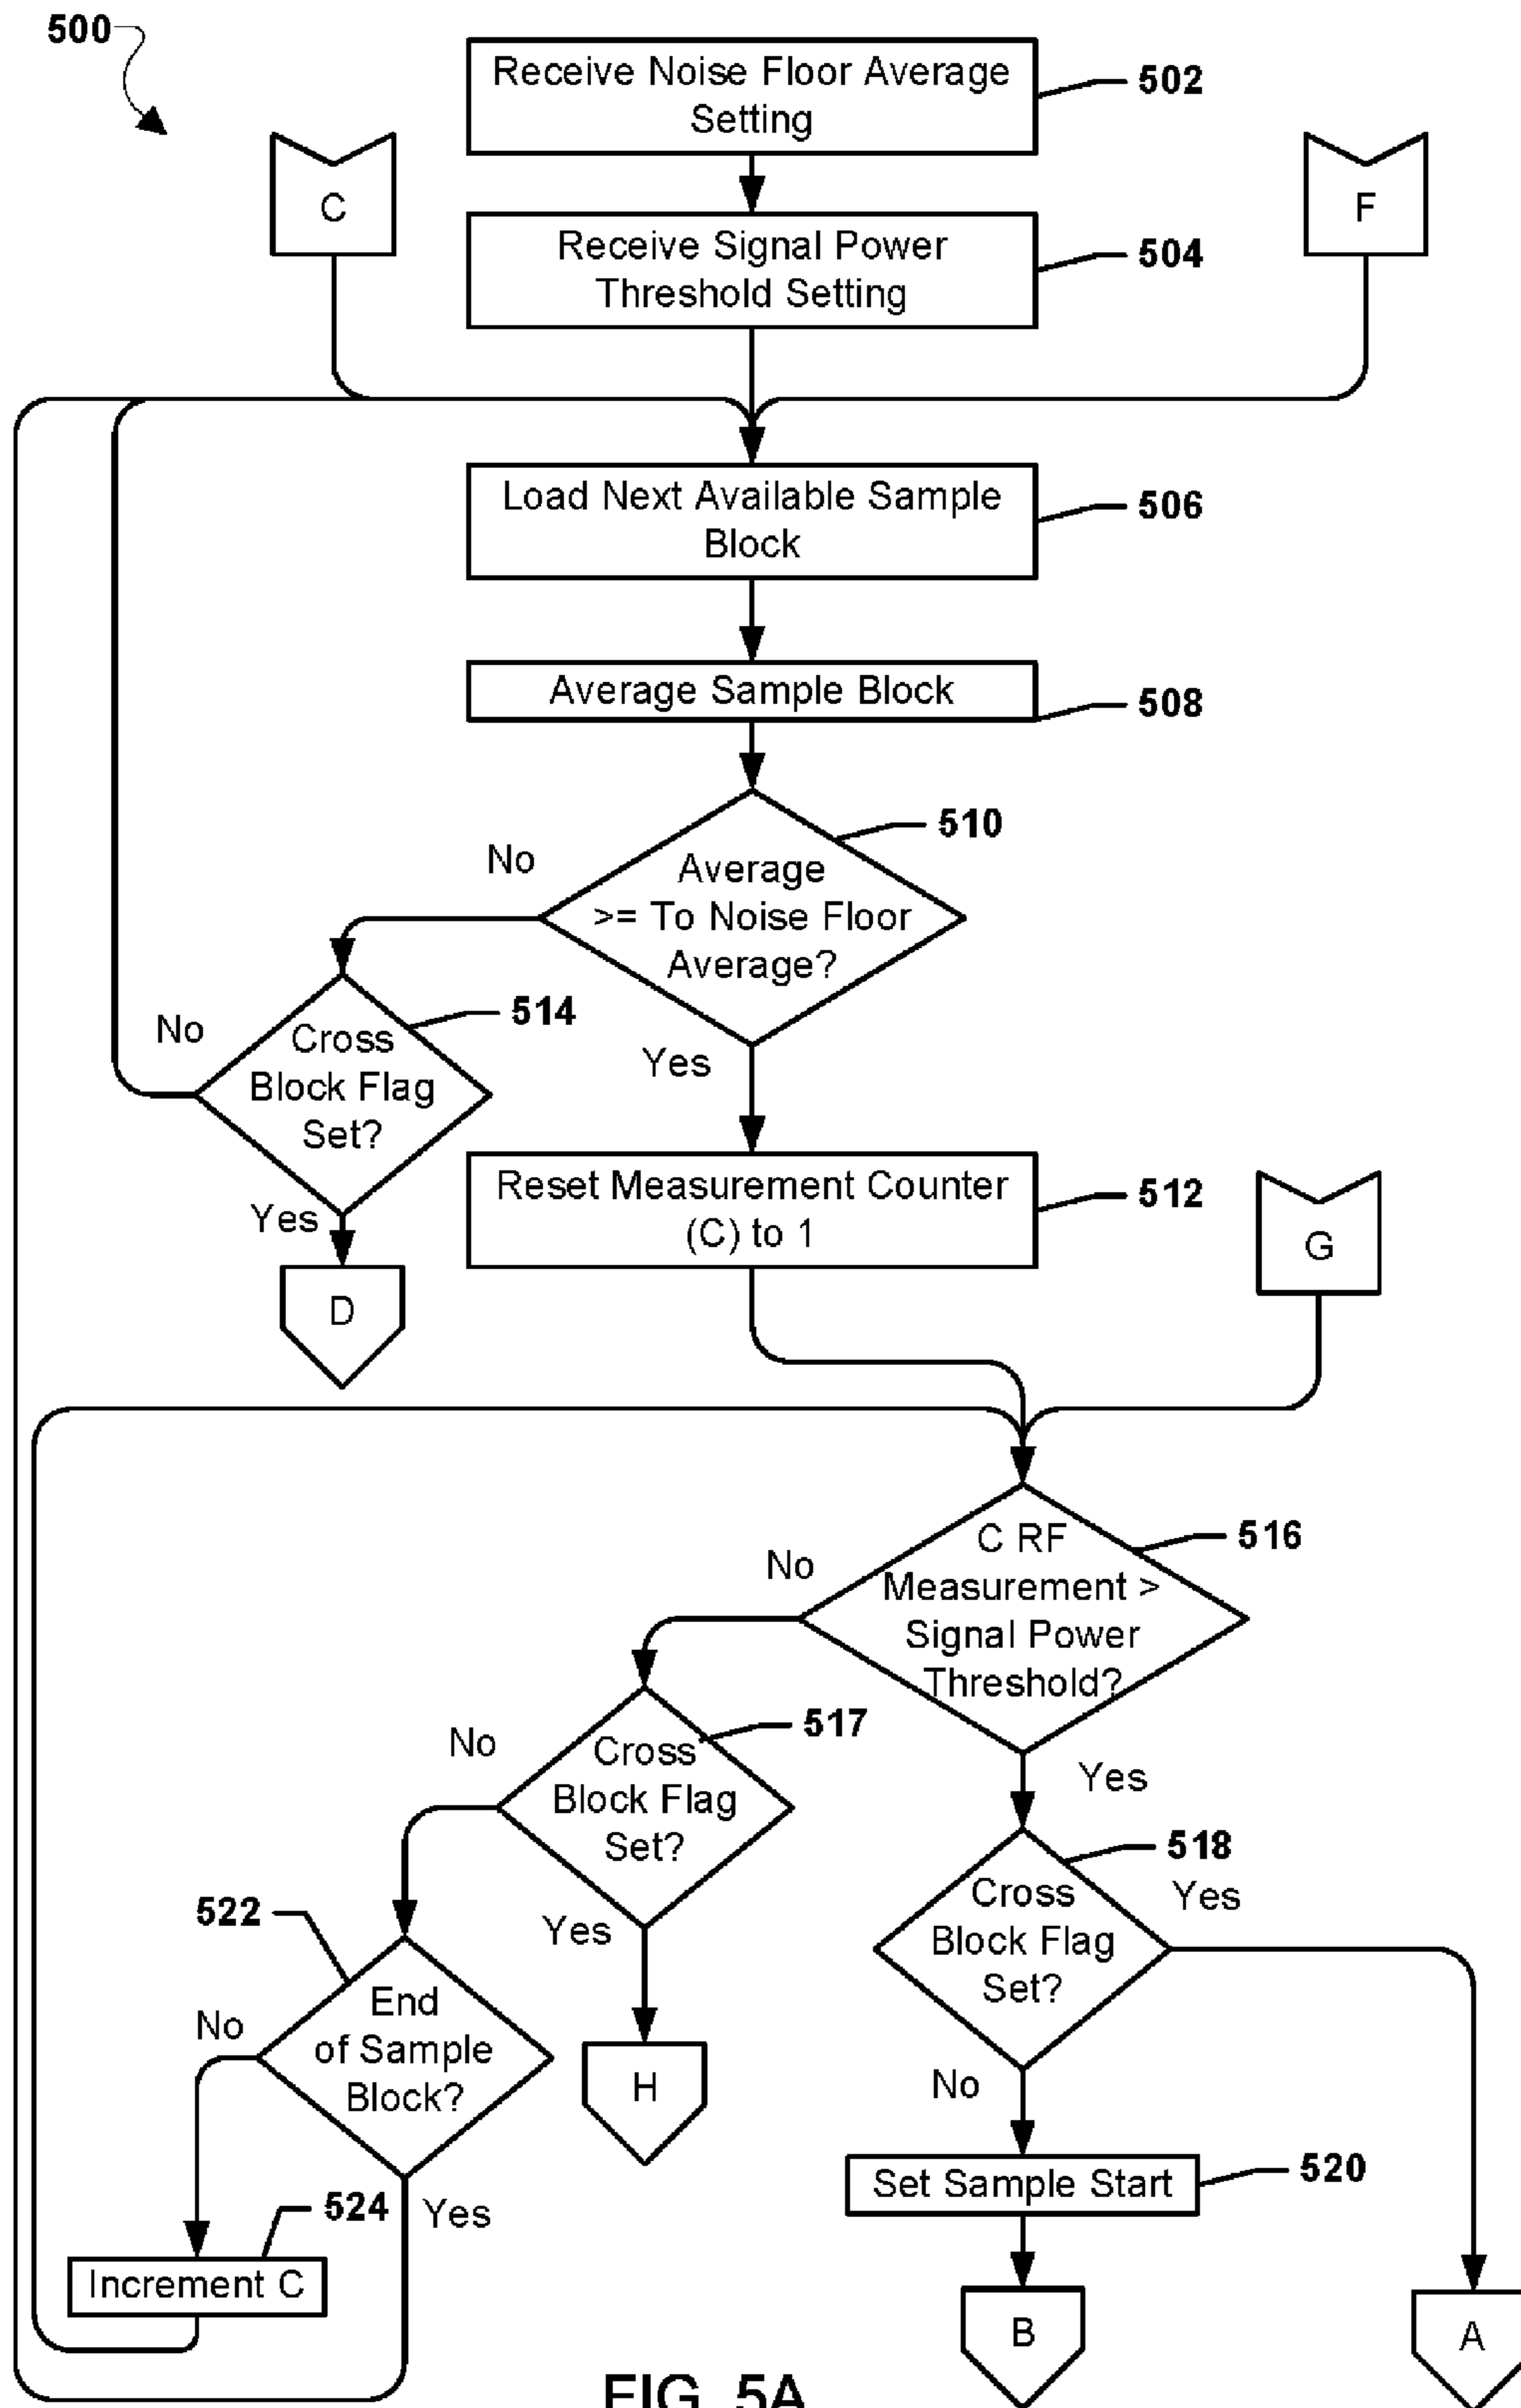 500
Receive Noise Floor Average
Setting
502
C
F
Receive Signal Power
Threshold Setting
504
Load Next Available Sample
Block
506
Average Sample Block
508
510
No
Average
>= To Noise Floor
Average?
514
No
Cross
Block Flag
Set?
Yes
Yes
Reset Measurement Counter
(C) to 1
512
G
D
C RF
Measurement >
Signal Power
Threshold?
516
No
517
No
Cross
Block Flag
Set?
Yes
518
Yes
Cross
Block Flag
Set?
522
Yes
End
of Sample
Block?
No
H
No
Set Sample Start
520
524
Yes
Increment C
B
A
FIG. 5A